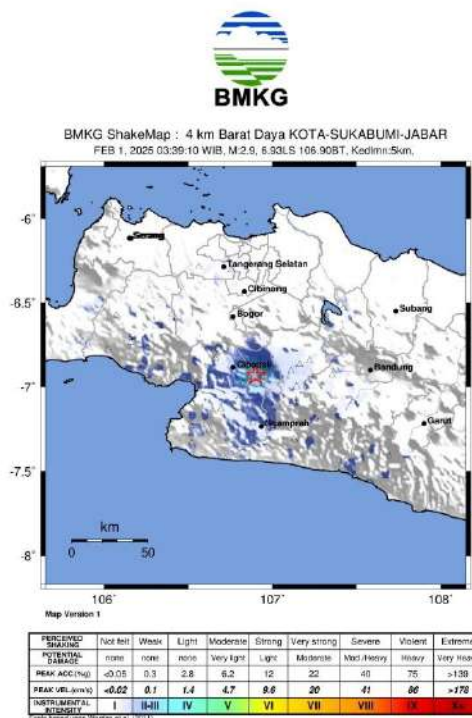 BMKG
BMKG ShakeMap : 4 km Barat Daya KOTA-SUKABUMI-JABAR
FEB 1, 2025 03:39:10 WIB, M:2.9, 6.93LS 106.90BT, Kedlmn:5km,
-6˚
Serang
Tangerang Selatan
Cibinang
-6.5˚
Subang
Bogor
Cibadak
Bandung
-7˚
Garut
-7.5˚
km
0 50
-8˚
106˚ 107˚ 108˚
Map Version 1
PERCEIVED SHAKING Not felt Weak Light Moderate Strong Very strong Severe Violent Extreme
POTENTIAL DAMAGE none none none Very light Light Moderate Mod./Heavy Heavy Very Heavy
PEAK ACC.(%g) <0.05 0.3 2.8 6.2 12 22 40 75 >139
PEAK VEL.(cm/s) <0.02 0.1 1.4 4.7 9.6 20 41 86 >178
INSTRUMENTAL INTENSITY I II-III IV V VI VII VIII IX